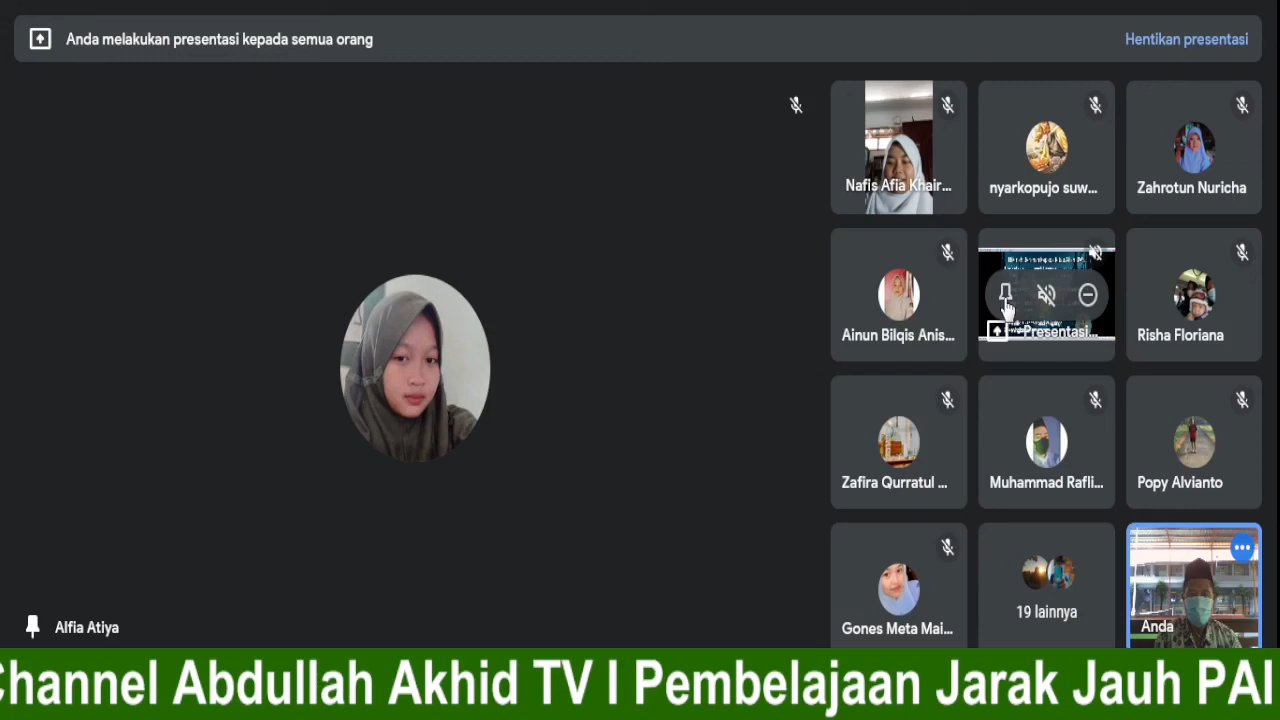 Anda melakukan presentasi kepada semua orang
Hentikan presentasi
Nafis Afia Khair...
nyarkopujo suw...
Zahrotun Nuricha
Ainun Bilqis Anis...
Presentasi...
Risha Floriana
Zafira Qurratul ...
Muhammad Rafli...
Popy Alvianto
Gones Meta Mai...
19 lainnya
Anda
Alfia Atiya
Channel Abdullah Akhid TV I Pembelajaan Jarak Jauh PAI